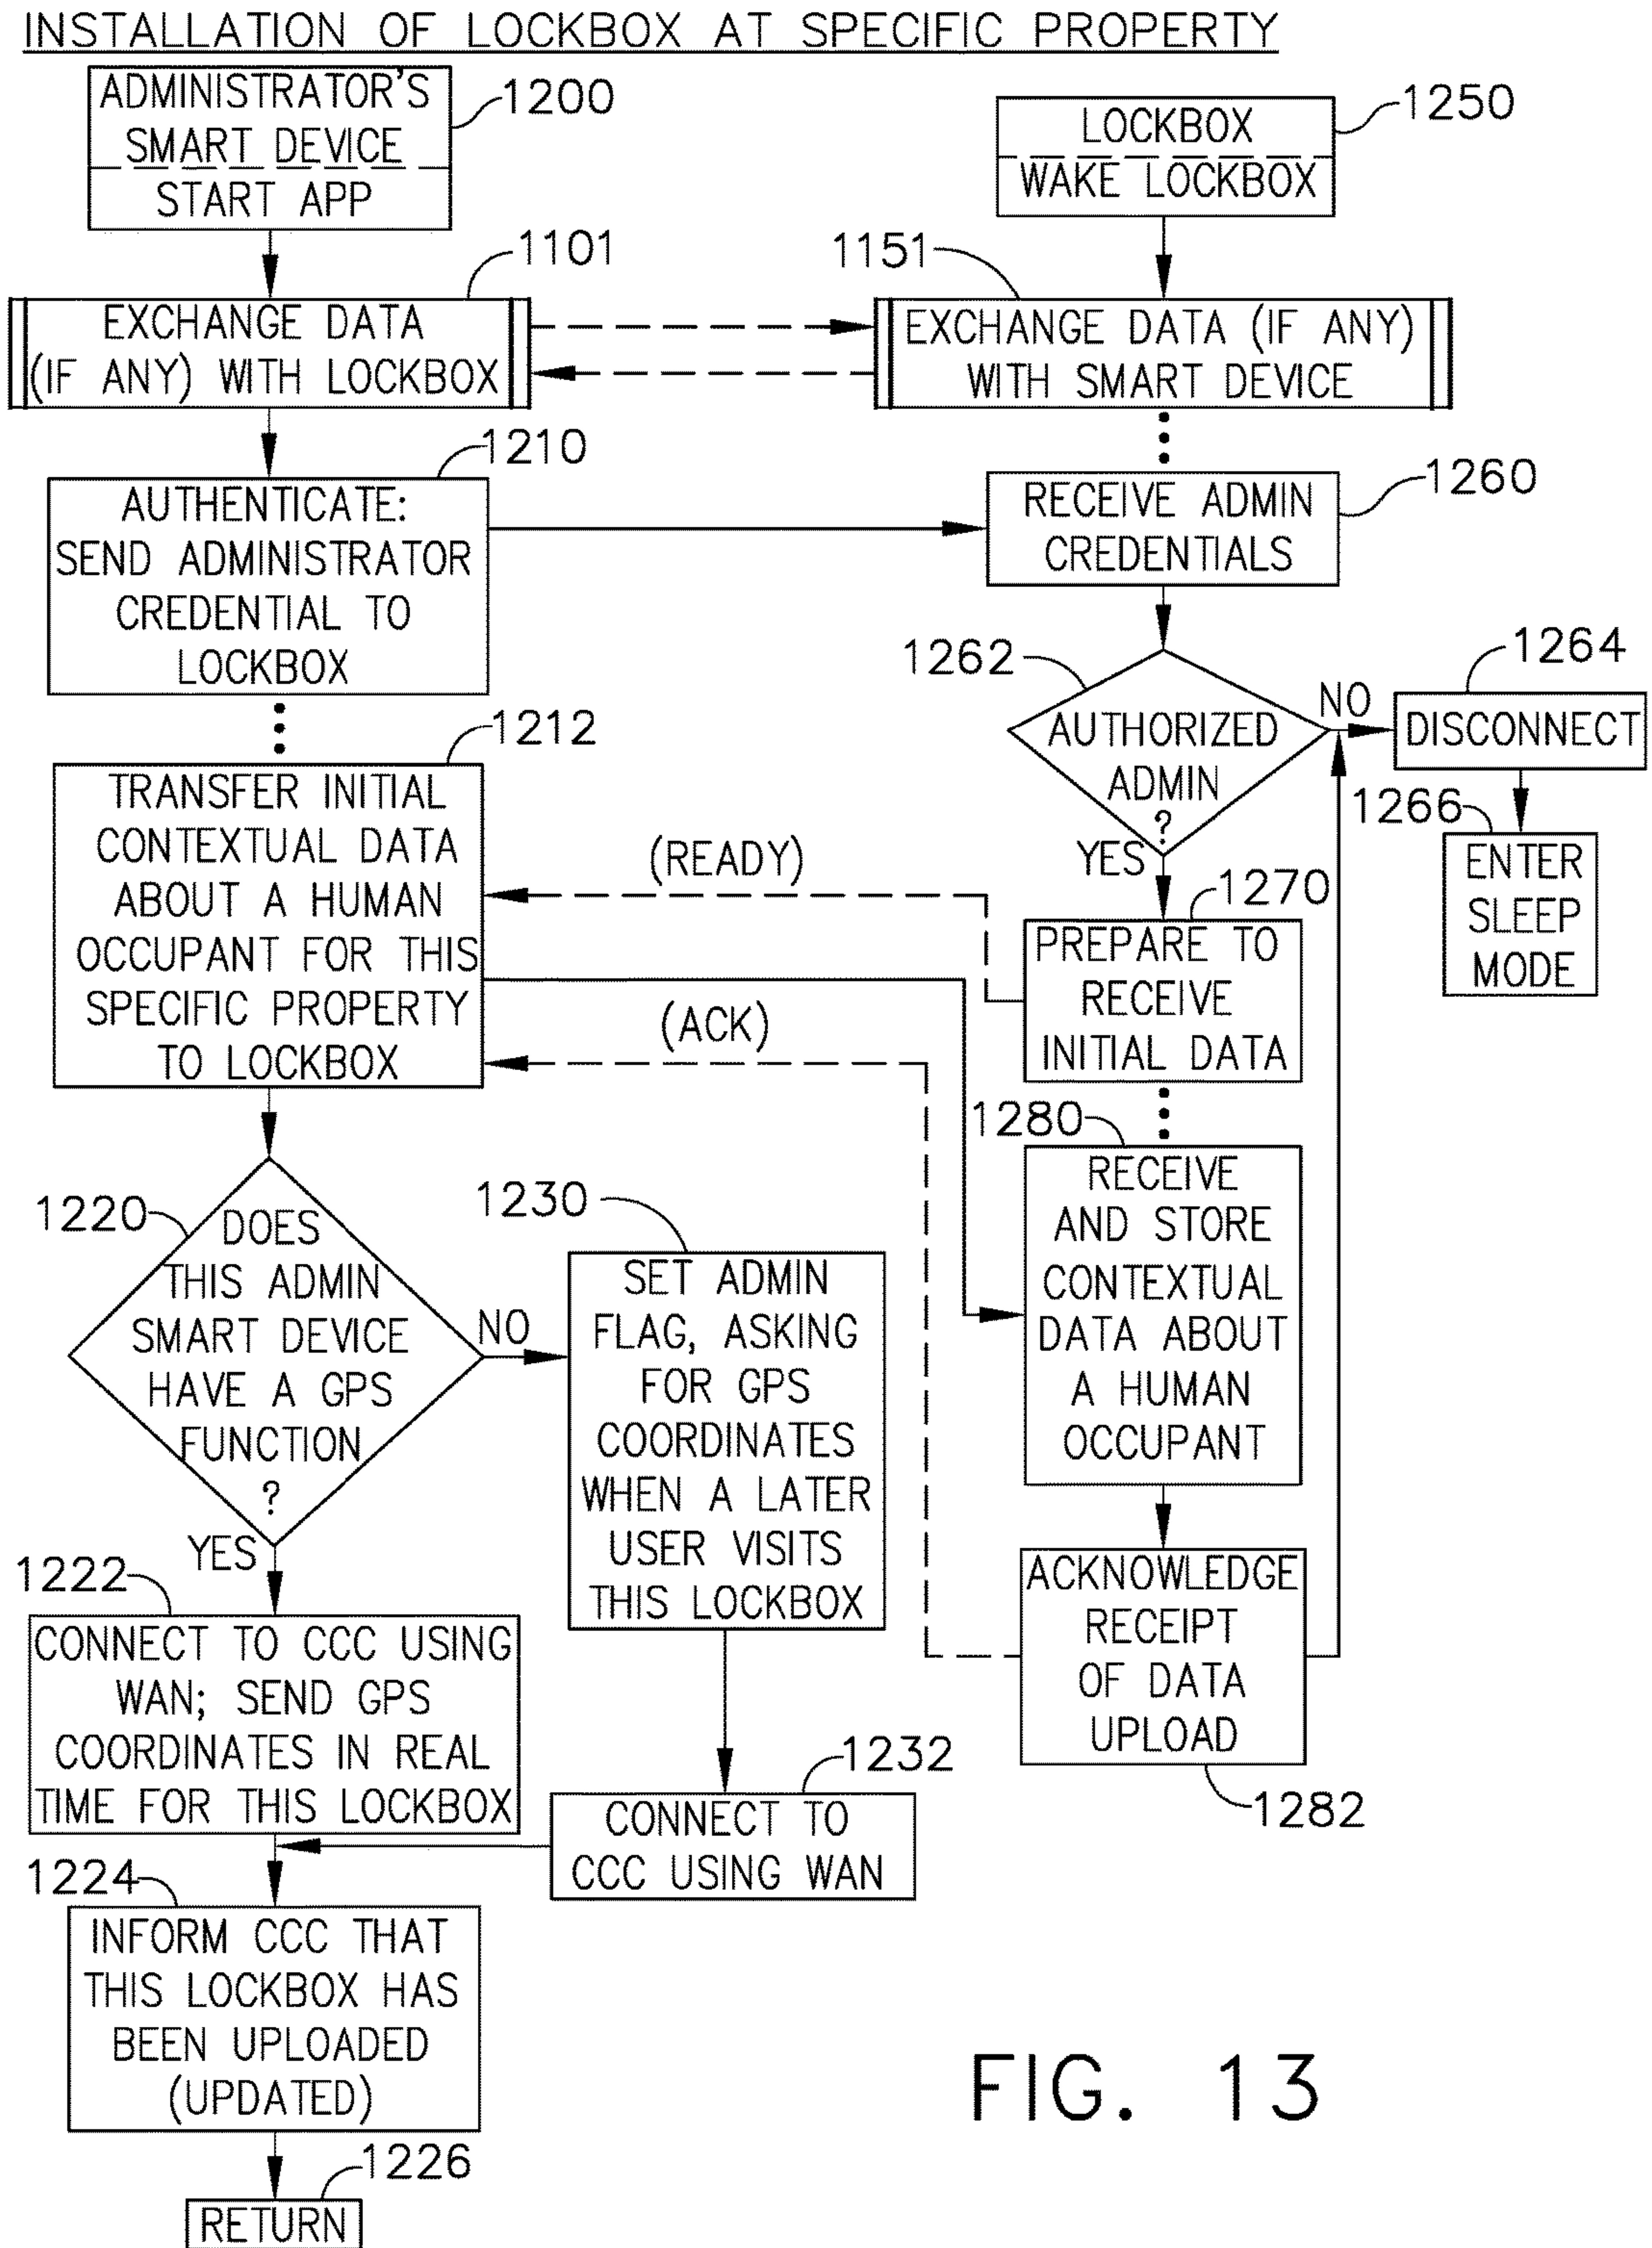 INSTALLATION OF LOCKBOX AT SPECIFIC PROPERTY
ADMINISTRATOR'S
SMART DEVICE
START APP
1200
LOCKBOX
WAKE LOCKBOX
1250
1101
EXCHANGE DATA
(IF ANY) WITH LOCKBOX
1151
EXCHANGE DATA (IF ANY)
WITH SMART DEVICE
1210
AUTHENTICATE:
SEND ADMINISTRATOR
CREDENTIAL TO
LOCKBOX
RECEIVE ADMIN
CREDENTIALS
1260
1262
AUTHORIZED
ADMIN
?
NO
YES
1264
DISCONNECT
1266
ENTER
SLEEP
MODE
1212
TRANSFER INITIAL
CONTEXTUAL DATA
ABOUT A HUMAN
OCCUPANT FOR THIS
SPECIFIC PROPERTY
TO LOCKBOX
(READY)
(ACK)
1270
PREPARE TO
RECEIVE
INITIAL DATA
1280
RECEIVE
AND STORE
CONTEXTUAL
DATA ABOUT
A HUMAN
OCCUPANT
1220
DOES
THIS ADMIN
SMART DEVICE
HAVE A GPS
FUNCTION
?
NO
YES
1230
SET ADMIN
FLAG, ASKING
FOR GPS
COORDINATES
WHEN A LATER
USER VISITS
THIS LOCKBOX
ACKNOWLEDGE
RECEIPT
OF DATA
UPLOAD
1282
1222
CONNECT TO CCC USING
WAN; SEND GPS
COORDINATES IN REAL
TIME FOR THIS LOCKBOX
1232
CONNECT TO
CCC USING WAN
1224
INFORM CCC THAT
THIS LOCKBOX HAS
BEEN UPLOADED
(UPDATED)
1226
RETURN
FIG. 13